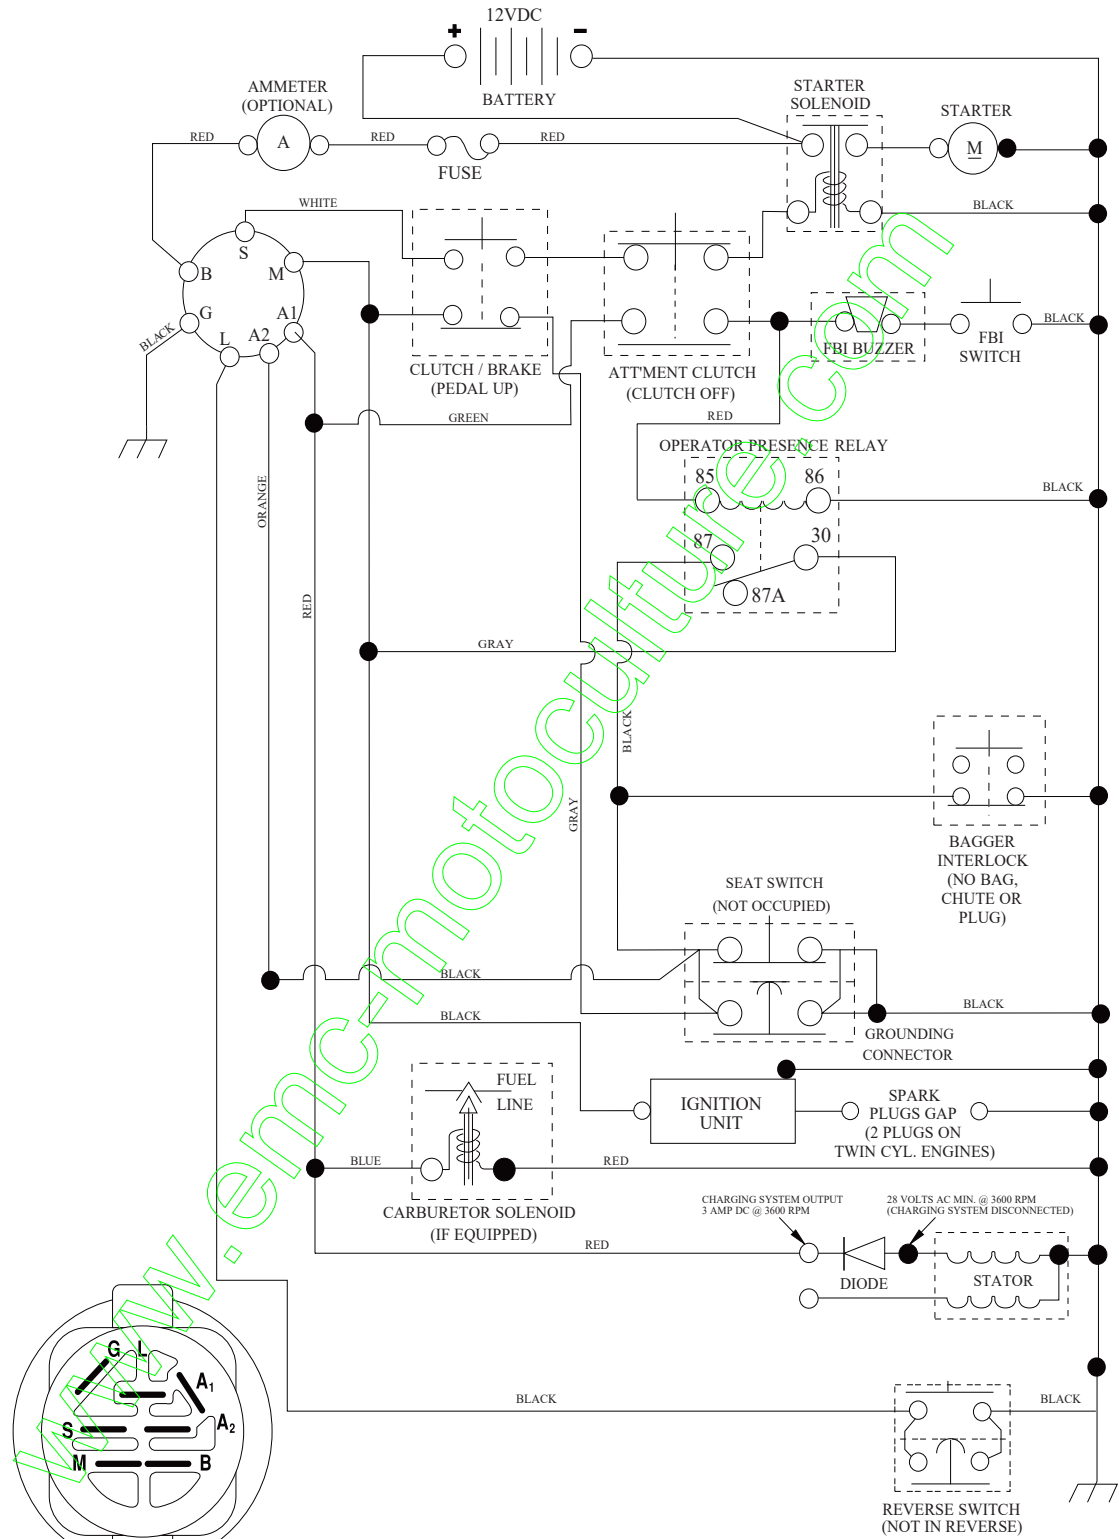 12VDC
+
-
BATTERY
AMMETER
(OPTIONAL)
A
RED
RED
FUSE
RED
STARTER
SOLENOID
STARTER
M
WHITE
BLACK
S
B
M
G
A1
L
A2
BLACK
CLUTCH / BRAKE
(PEDAL UP)
ATT'MENT CLUTCH
(CLUTCH OFF)
FBI BUZZER
FBI
SWITCH
BLACK
GREEN
RED
OPERATOR PRESENCE RELAY
85
86
BLACK
87
30
87A
ORANGE
RED
GRAY
BLACK
GRAY
BAGGER
INTERLOCK
(NO BAG,
CHUTE OR
PLUG)
SEAT SWITCH
(NOT OCCUPIED)
BLACK
BLACK
BLACK
GROUNDING
CONNECTOR
FUEL
LINE
IGNITION
UNIT
SPARK
PLUGS GAP
(2 PLUGS ON
TWIN CYL. ENGINES)
BLUE
RED
CARBURETOR SOLENOID
(IF EQUIPPED)
CHARGING SYSTEM OUTPUT
3 AMP DC @ 3600 RPM
28 VOLTS AC MIN. @ 3600 RPM
(CHARGING SYSTEM DISCONNECTED)
RED
DIODE
STATOR
G
L
A1
A2
S
M
B
BLACK
BLACK
REVERSE SWITCH
(NOT IN REVERSE)
www.emc-motoculture.com